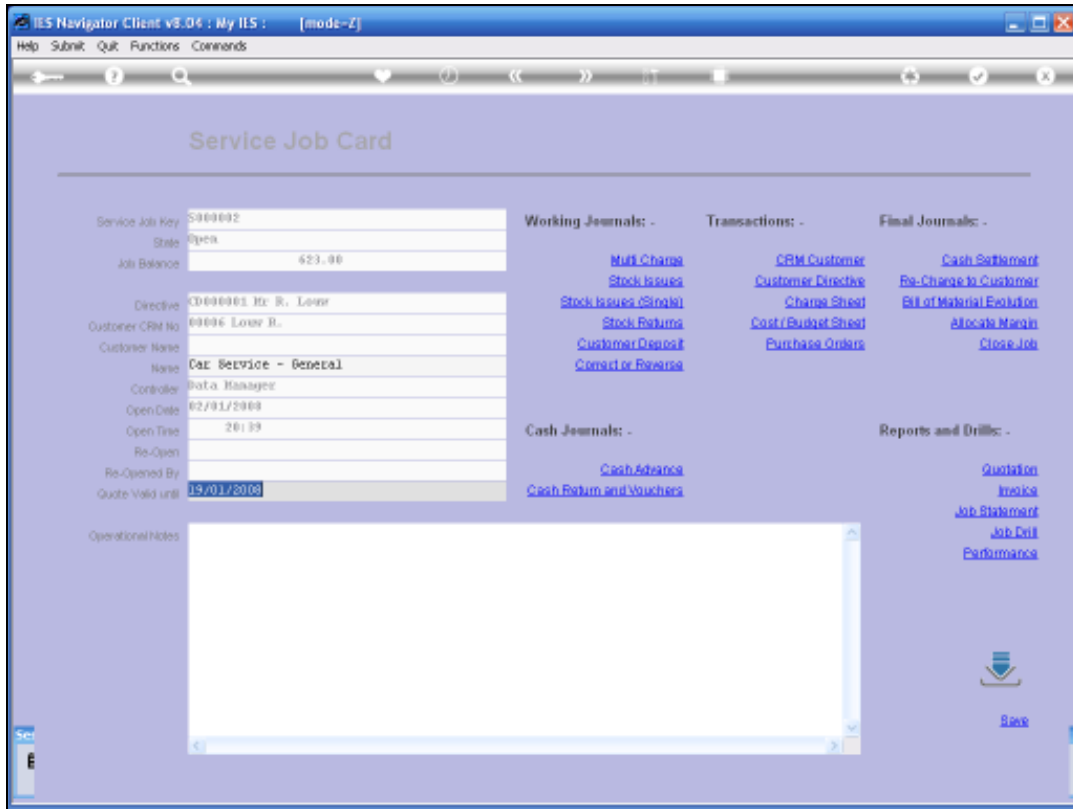 IES Navigator Client v8.04 : My IES : [mode=Z]
Help Submit Quit Functions Commands
Service Job Card
Service Job Key S000002
State Open
Job Balance 623.00
Directive CD000001 Mr R. Louw
Customer CRM No 00006 Louw R.
Customer Name
Name Car Service - General
Controller Data Manager
Open Date 02/01/2008
Open Time 20:39
Re-Open
Re-Opened By
Quote Valid until 19/01/2008
Operational Notes
Working Journals: -
Multi Charge
Stock Issues
Stock Issues (Single)
Stock Returns
Customer Deposit
Correct or Reverse
Transactions: -
CRM Customer
Customer Directive
Charge Sheet
Cost / Budget Sheet
Purchase Orders
Final Journals: -
Cash Settlement
Re-Charge to Customer
Bill of Material Evolution
Allocate Margin
Close Job
Cash Journals: -
Cash Advance
Cash Return and Vouchers
Reports and Drills: -
Quotation
Invoice
Job Statement
Job Drill
Performance
Save